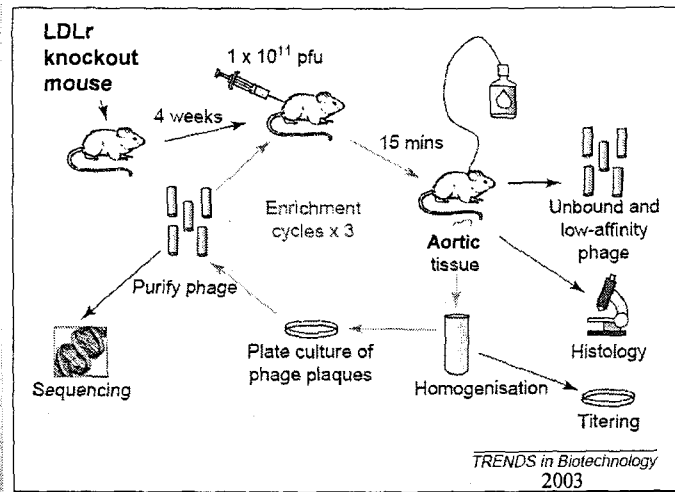 LDLr
knockout
mouse
1 x 10¹¹ pfu
4 weeks
15 mins
Enrichment
cycles x 3
Unbound and
low-affinity
phage
Aortic
tissue
Purify phage
Histology
Sequencing
Plate culture of
phage plaques
Homogenisation
Titering
TRENDS in Biotechnology
2003